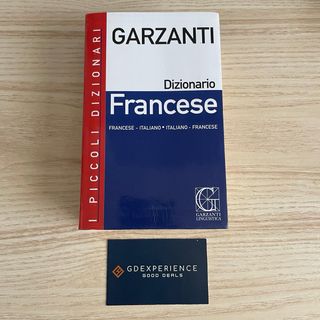 I PICCOLI DIZIONARI
GARZANTI
Dizionario
Francese
FRANCESE - ITALIANO • ITALIANO - FRANCESE
GARZANTI
LINGUISTICA
GDEXPERIENCE
GOOD DEALS